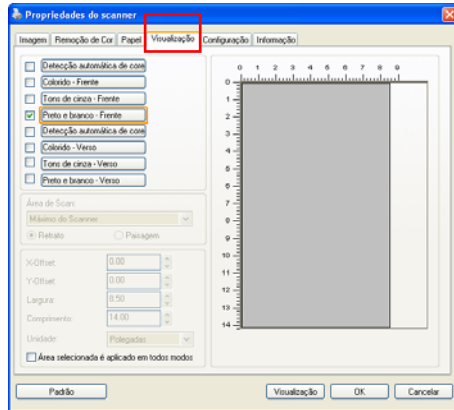 Propriedades do scanner
Imagem Remoção de Cor Papel Visualização Configuração Informação
Detecção automática de core
Colorido - Frente
Tons de cinza - Frente
Preto e branco - Frente
Detecção automática de core
Colorido - Verso
Tons de cinza - Verso
Preto e branco - Verso
Área de Scan:
Máximo do Scanner
Retrato Paisagem
X-Offset: 0.00
Y-Offset: 0.00
Largura: 8.50
Comprimento: 14.00
Unidade: Polegadas
Área selecionada é aplicado em todos modos
0 1 2 3 4 5 6 7 8 9
0
1
2
3
4
5
6
7
8
9
10
11
12
13
14
Padrão Visualização OK Cancelar